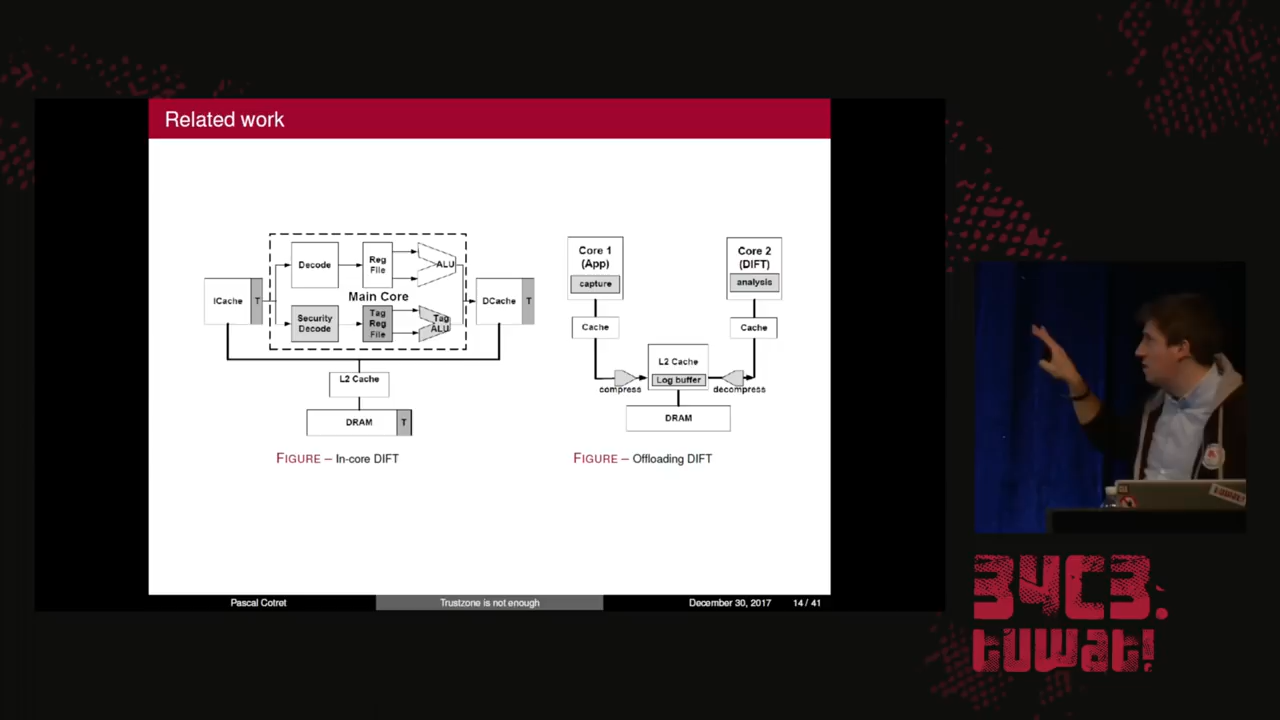 Related work
Decode
Reg
File
ALU
ICache
T
Main Core
DCache
T
Security
Decode
Tag
Reg
File
Tag
ALU
L2 Cache
DRAM
T
FIGURE – In-core DIFT
Core 1
(App)
capture
Core 2
(DIFT)
analysis
Cache
Cache
L2 Cache
Log buffer
compress
decompress
DRAM
FIGURE – Offloading DIFT
Pascal Cotret
Trustzone is not enough
December 30, 2017
14 / 41
34C3.
tuwat!